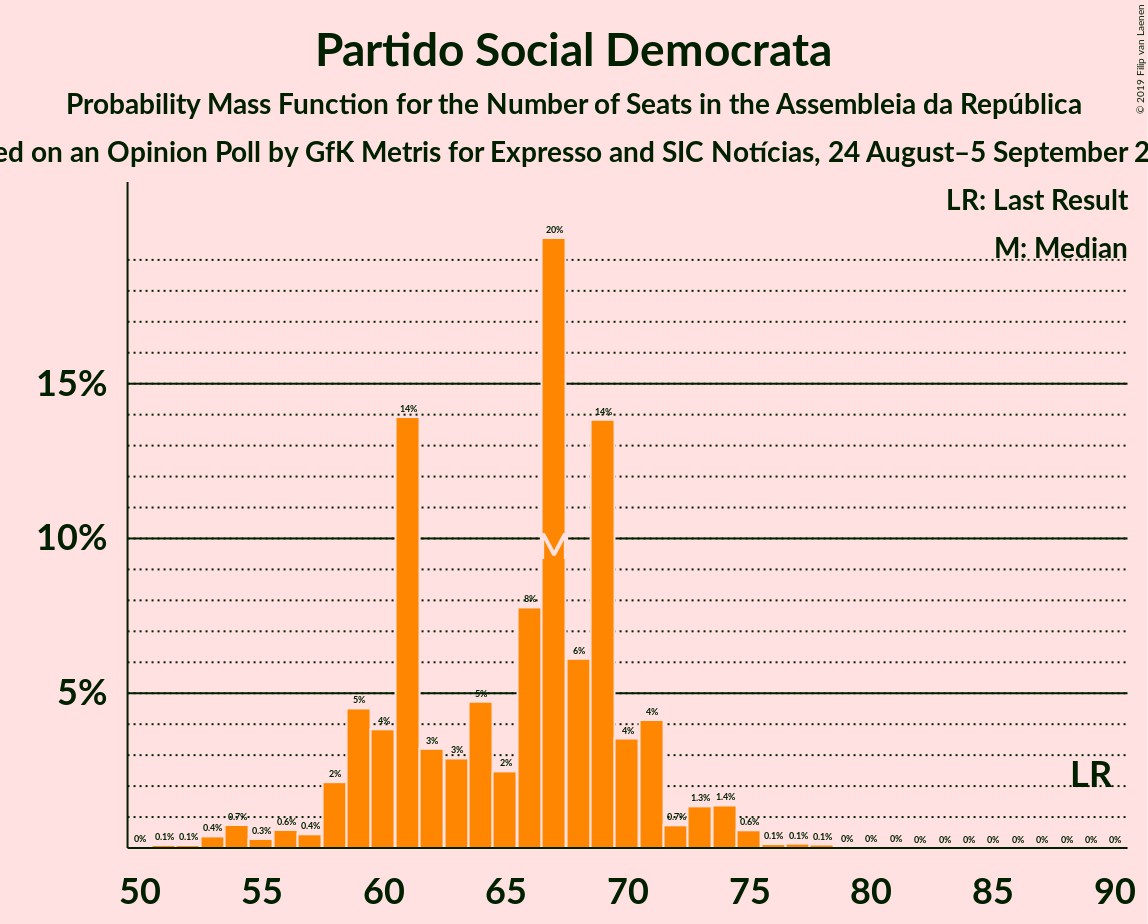 Partido Social Democrata
Probability Mass Function for the Number of Seats in the Assembleia da República
ed on an Opinion Poll by GfK Metris for Expresso and SIC Notícias, 24 August–5 September 2
© 2019 Filip van Laenen
LR: Last Result
M: Median
15%
10%
5%
0% 0.1% 0.1% 0.4% 0.7% 0.3% 0.6% 0.4% 2% 5% 4% 14% 3% 3% 5% 2% 8% 20% 6% 14% 4% 4% 0.7% 1.3% 1.4% 0.6% 0.1% 0.1% 0.1% 0% 0% 0% 0% 0% 0% 0% 0% 0% 0% 0% 0%
M
LR
50 55 60 65 70 75 80 85 90